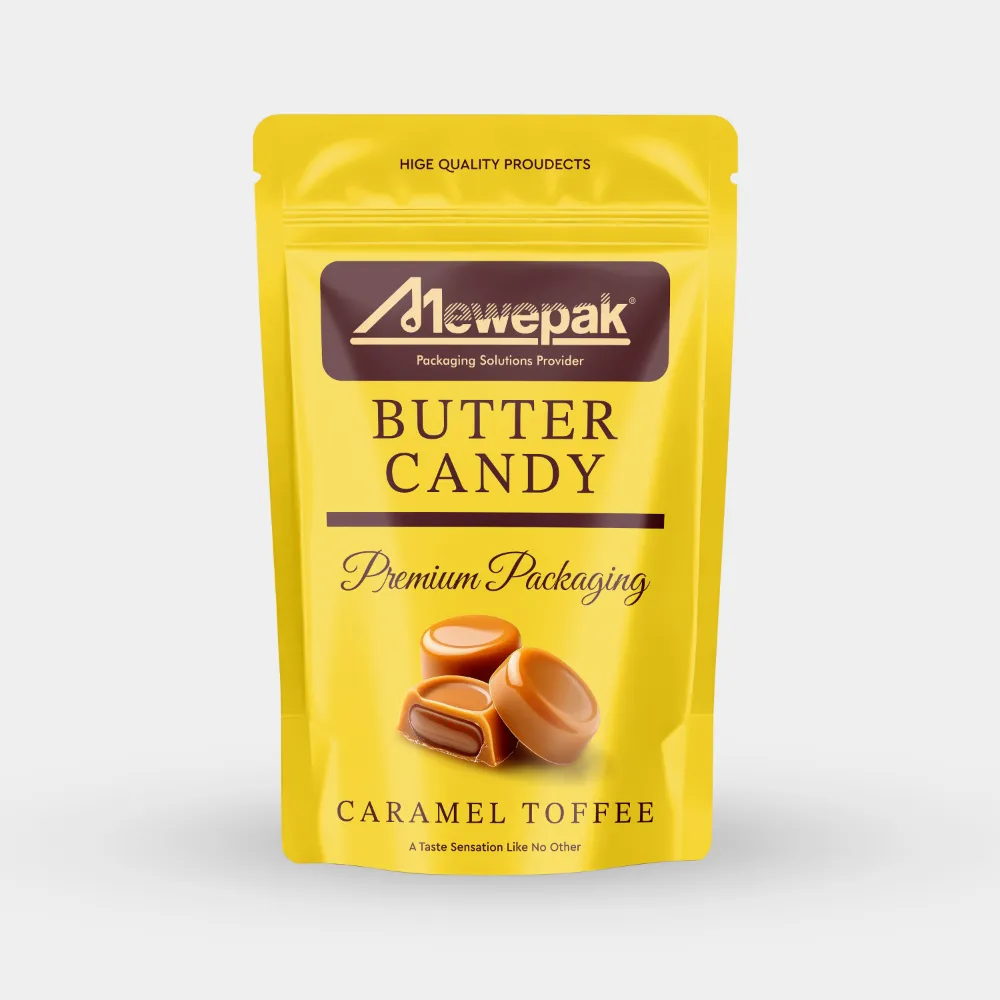 HIGE QUALITY PROUDECTS
Mewepak®
Packaging Solutions Provider
BUTTER
CANDY
Premium Packaging
CARAMEL TOFFEE
A Taste Sensation Like No Other